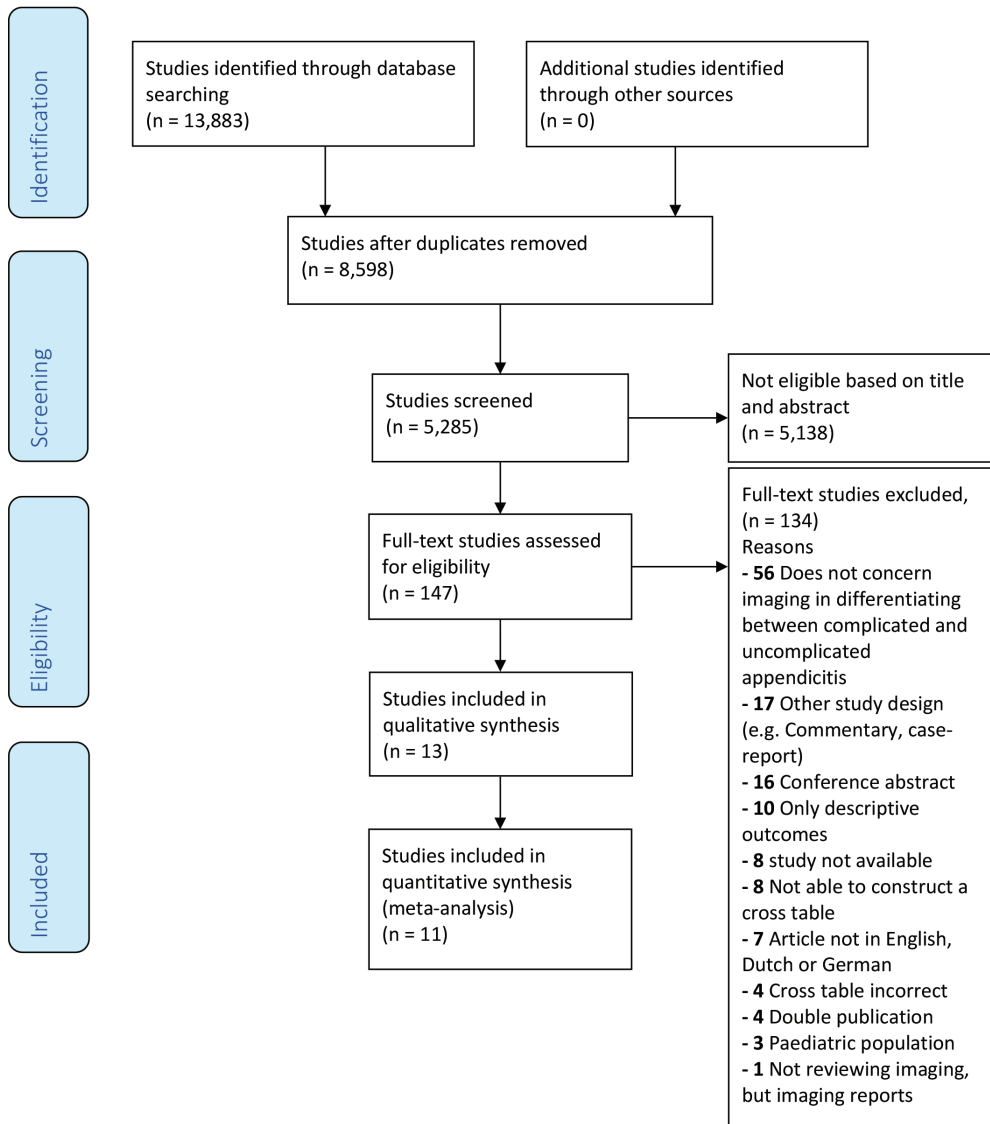 Identification
Studies identified through database
searching
(n = 13,883)
Additional studies identified
through other sources
(n = 0)
Studies after duplicates removed
(n = 8,598)
Screening
Studies screened
(n = 5,285)
Not eligible based on title
and abstract
(n = 5,138)
Eligibility
Full-text studies assessed
for eligibility
(n = 147)
Full-text studies excluded,
(n = 134)
Reasons
- 56 Does not concern
imaging in differentiating
between complicated and
uncomplicated
appendicitis
- 17 Other study design
(e.g. Commentary, case-
report)
- 16 Conference abstract
- 10 Only descriptive
outcomes
- 8 study not available
- 8 Not able to construct a
cross table
- 7 Article not in English,
Dutch or German
- 4 Cross table incorrect
- 4 Double publication
- 3 Paediatric population
- 1 Not reviewing imaging,
but imaging reports
Studies included in
qualitative synthesis
(n = 13)
Included
Studies included in
quantitative synthesis
(meta-analysis)
(n = 11)